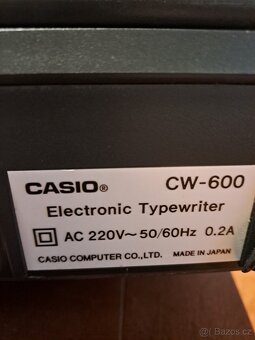 CASIO® CW-600
Electronic Typewriter
AC 220V~50/60Hz 0.2A
CASIO COMPUTER CO.,LTD. MADE IN JAPAN
Bazos.cz